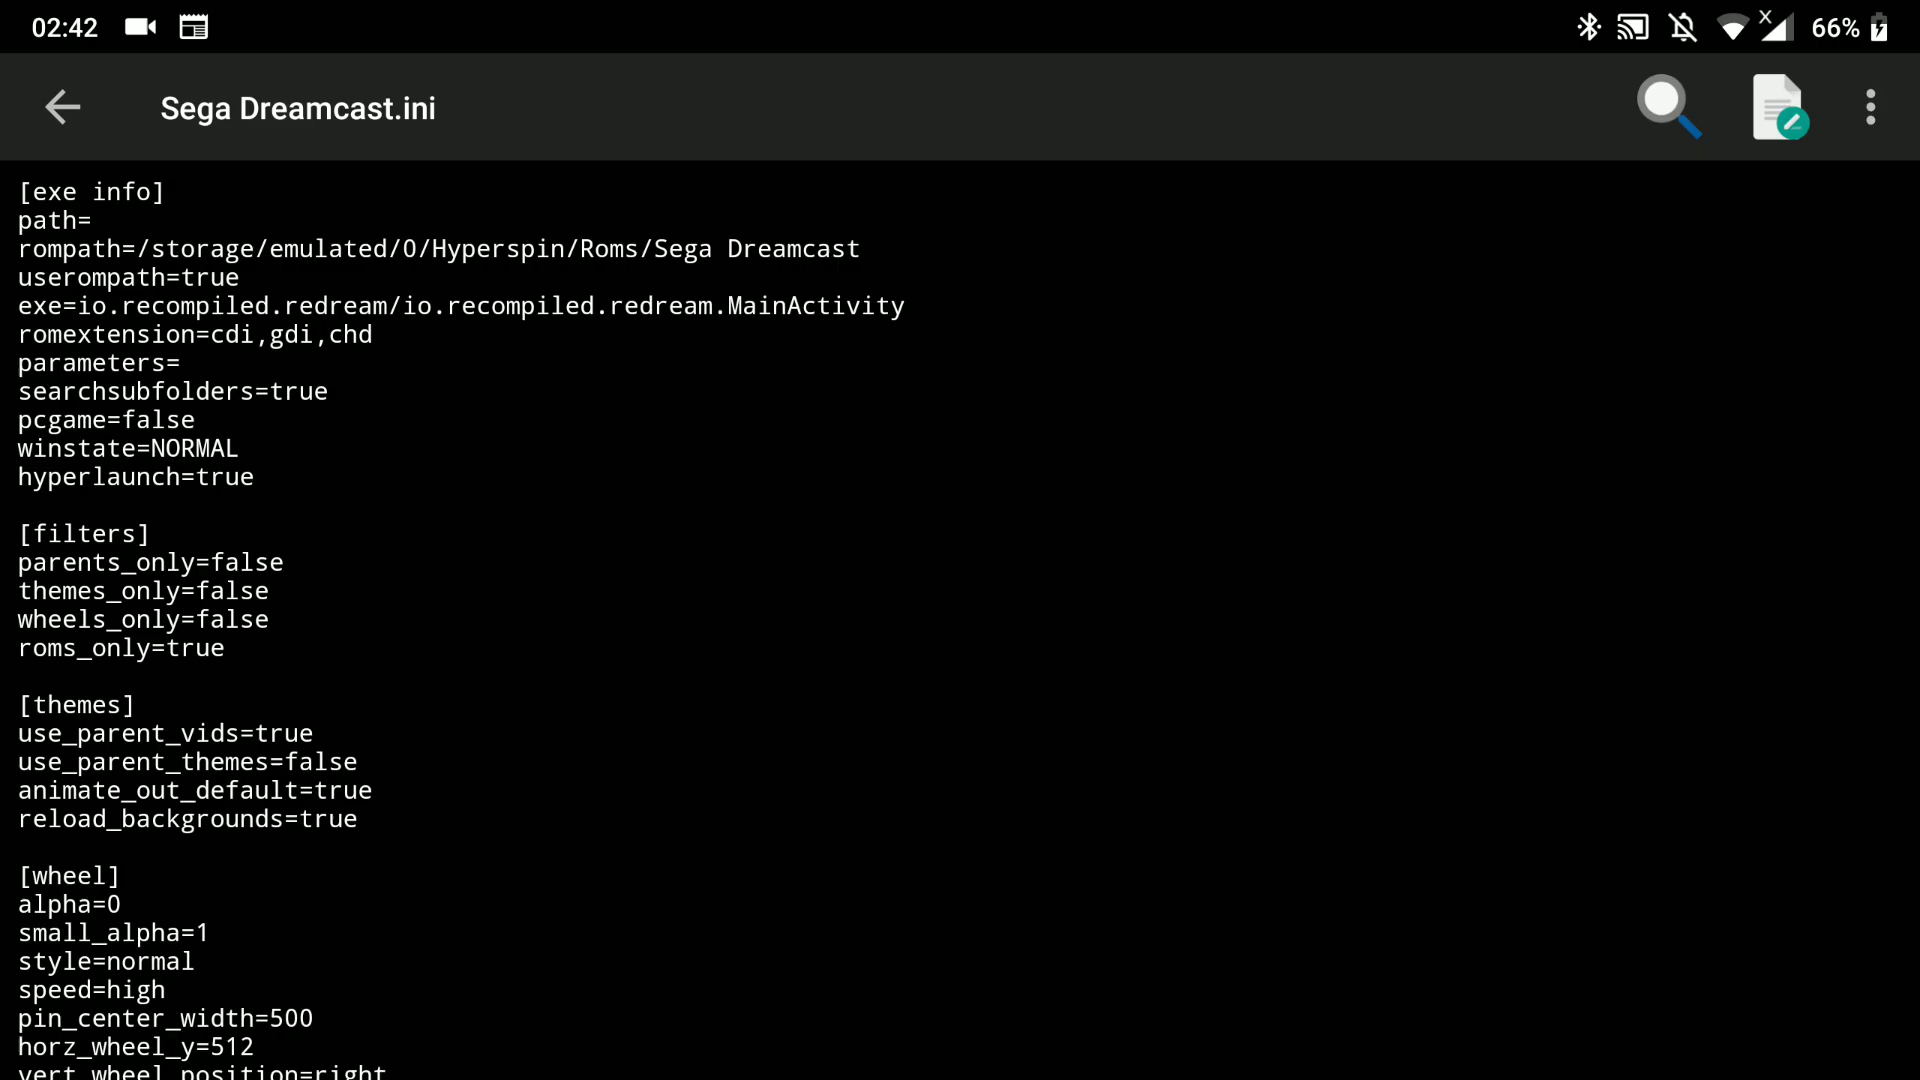 02:42
66%
Sega Dreamcast.ini
[exe info]
path=
rompath=/storage/emulated/0/Hyperspin/Roms/Sega Dreamcast
userompath=true
exe=io.recompiled.redream/io.recompiled.redream.MainActivity
romextension=cdi,gdi,chd
parameters=
searchsubfolders=true
pcgame=false
winstate=NORMAL
hyperlaunch=true
[filters]
parents_only=false
themes_only=false
wheels_only=false
roms_only=true
[themes]
use_parent_vids=true
use_parent_themes=false
animate_out_default=true
reload_backgrounds=true
[wheel]
alpha=0
small_alpha=1
style=normal
speed=high
pin_center_width=500
horz_wheel_y=512
vert_wheel_position=right